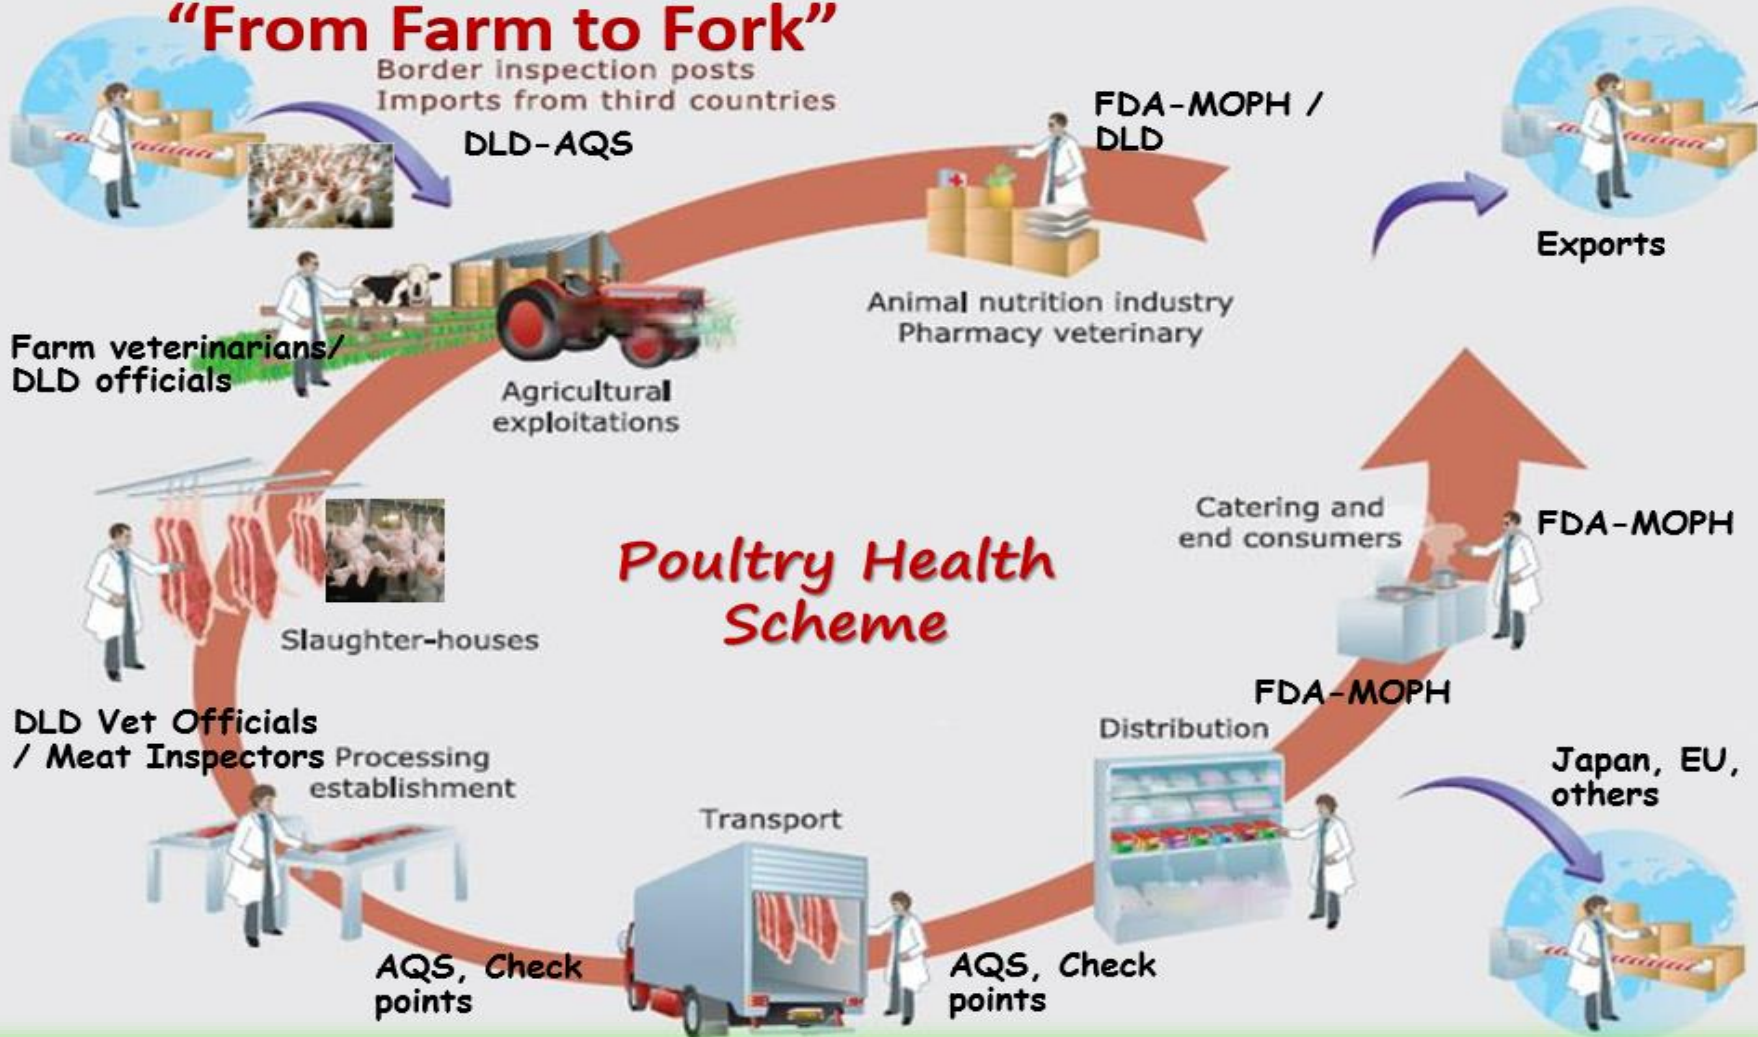 “From Farm to Fork”
Border inspection posts
Imports from third countries
DLD-AQS
FDA-MOPH /
DLD
Exports
Animal nutrition industry
Pharmacy veterinary
Farm veterinarians/
DLD officials
Agricultural
exploitations
Catering and
end consumers
FDA-MOPH
Poultry Health
Scheme
Slaughter-houses
DLD Vet Officials
/ Meat Inspectors
Processing
establishment
FDA-MOPH
Distribution
Japan, EU,
others
Transport
AQS, Check
points
AQS, Check
points